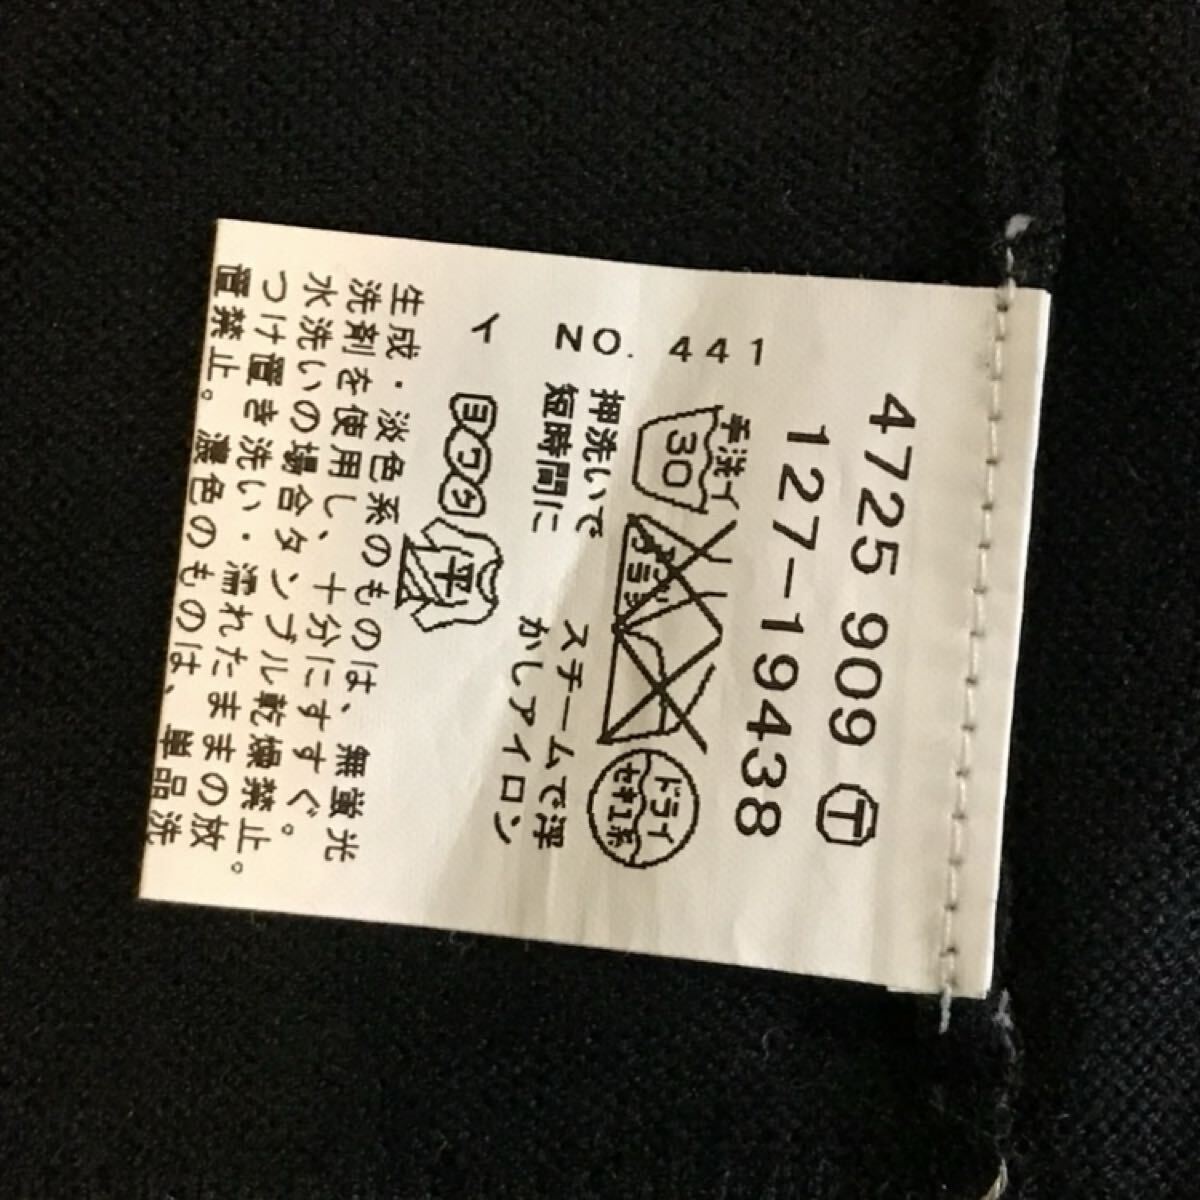 4725 909 Ⓣ
127-19438
手洗イ
30
ドライ
セキユ系
NO. 441
押洗いで
短時間に
スチームで浮
かしアイロン
イ
ヨワク
平
生成・淡色系のものは、無蛍光
洗剤を使用し、十分にすすぐ。
水洗いの場合タンブル乾燥禁止。
つけ置き洗い・濡れたままの放
置禁止。濃色のものは、単品洗